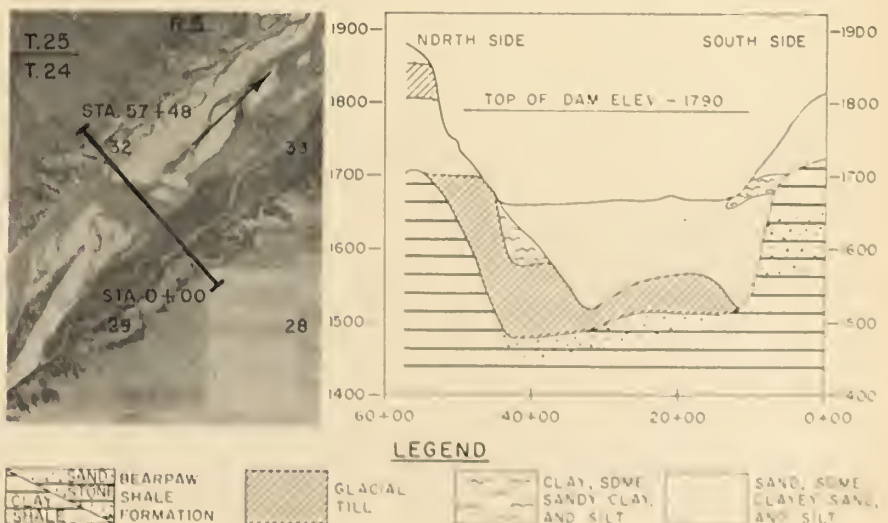 R 5
T.25
T.24
STA. 57+48
32
33
STA. 0+00
29
28
NORTH SIDE
SOUTH SIDE
TOP OF DAM ELEV - 1790
1900
1800
1700
1600
1500
1400
1900
1800
1700
1600
1500
1400
60+00
40+00
20+00
0+00
LEGEND
SAND
STONE
CLAY
SHALE
BEARPAW
SHALE
FORMATION
GLACIAL
TILL
CLAY, SOME
SANDY CLAY,
AND SILT
SAND, SOME
CLAYEY SAND,
AND SILT